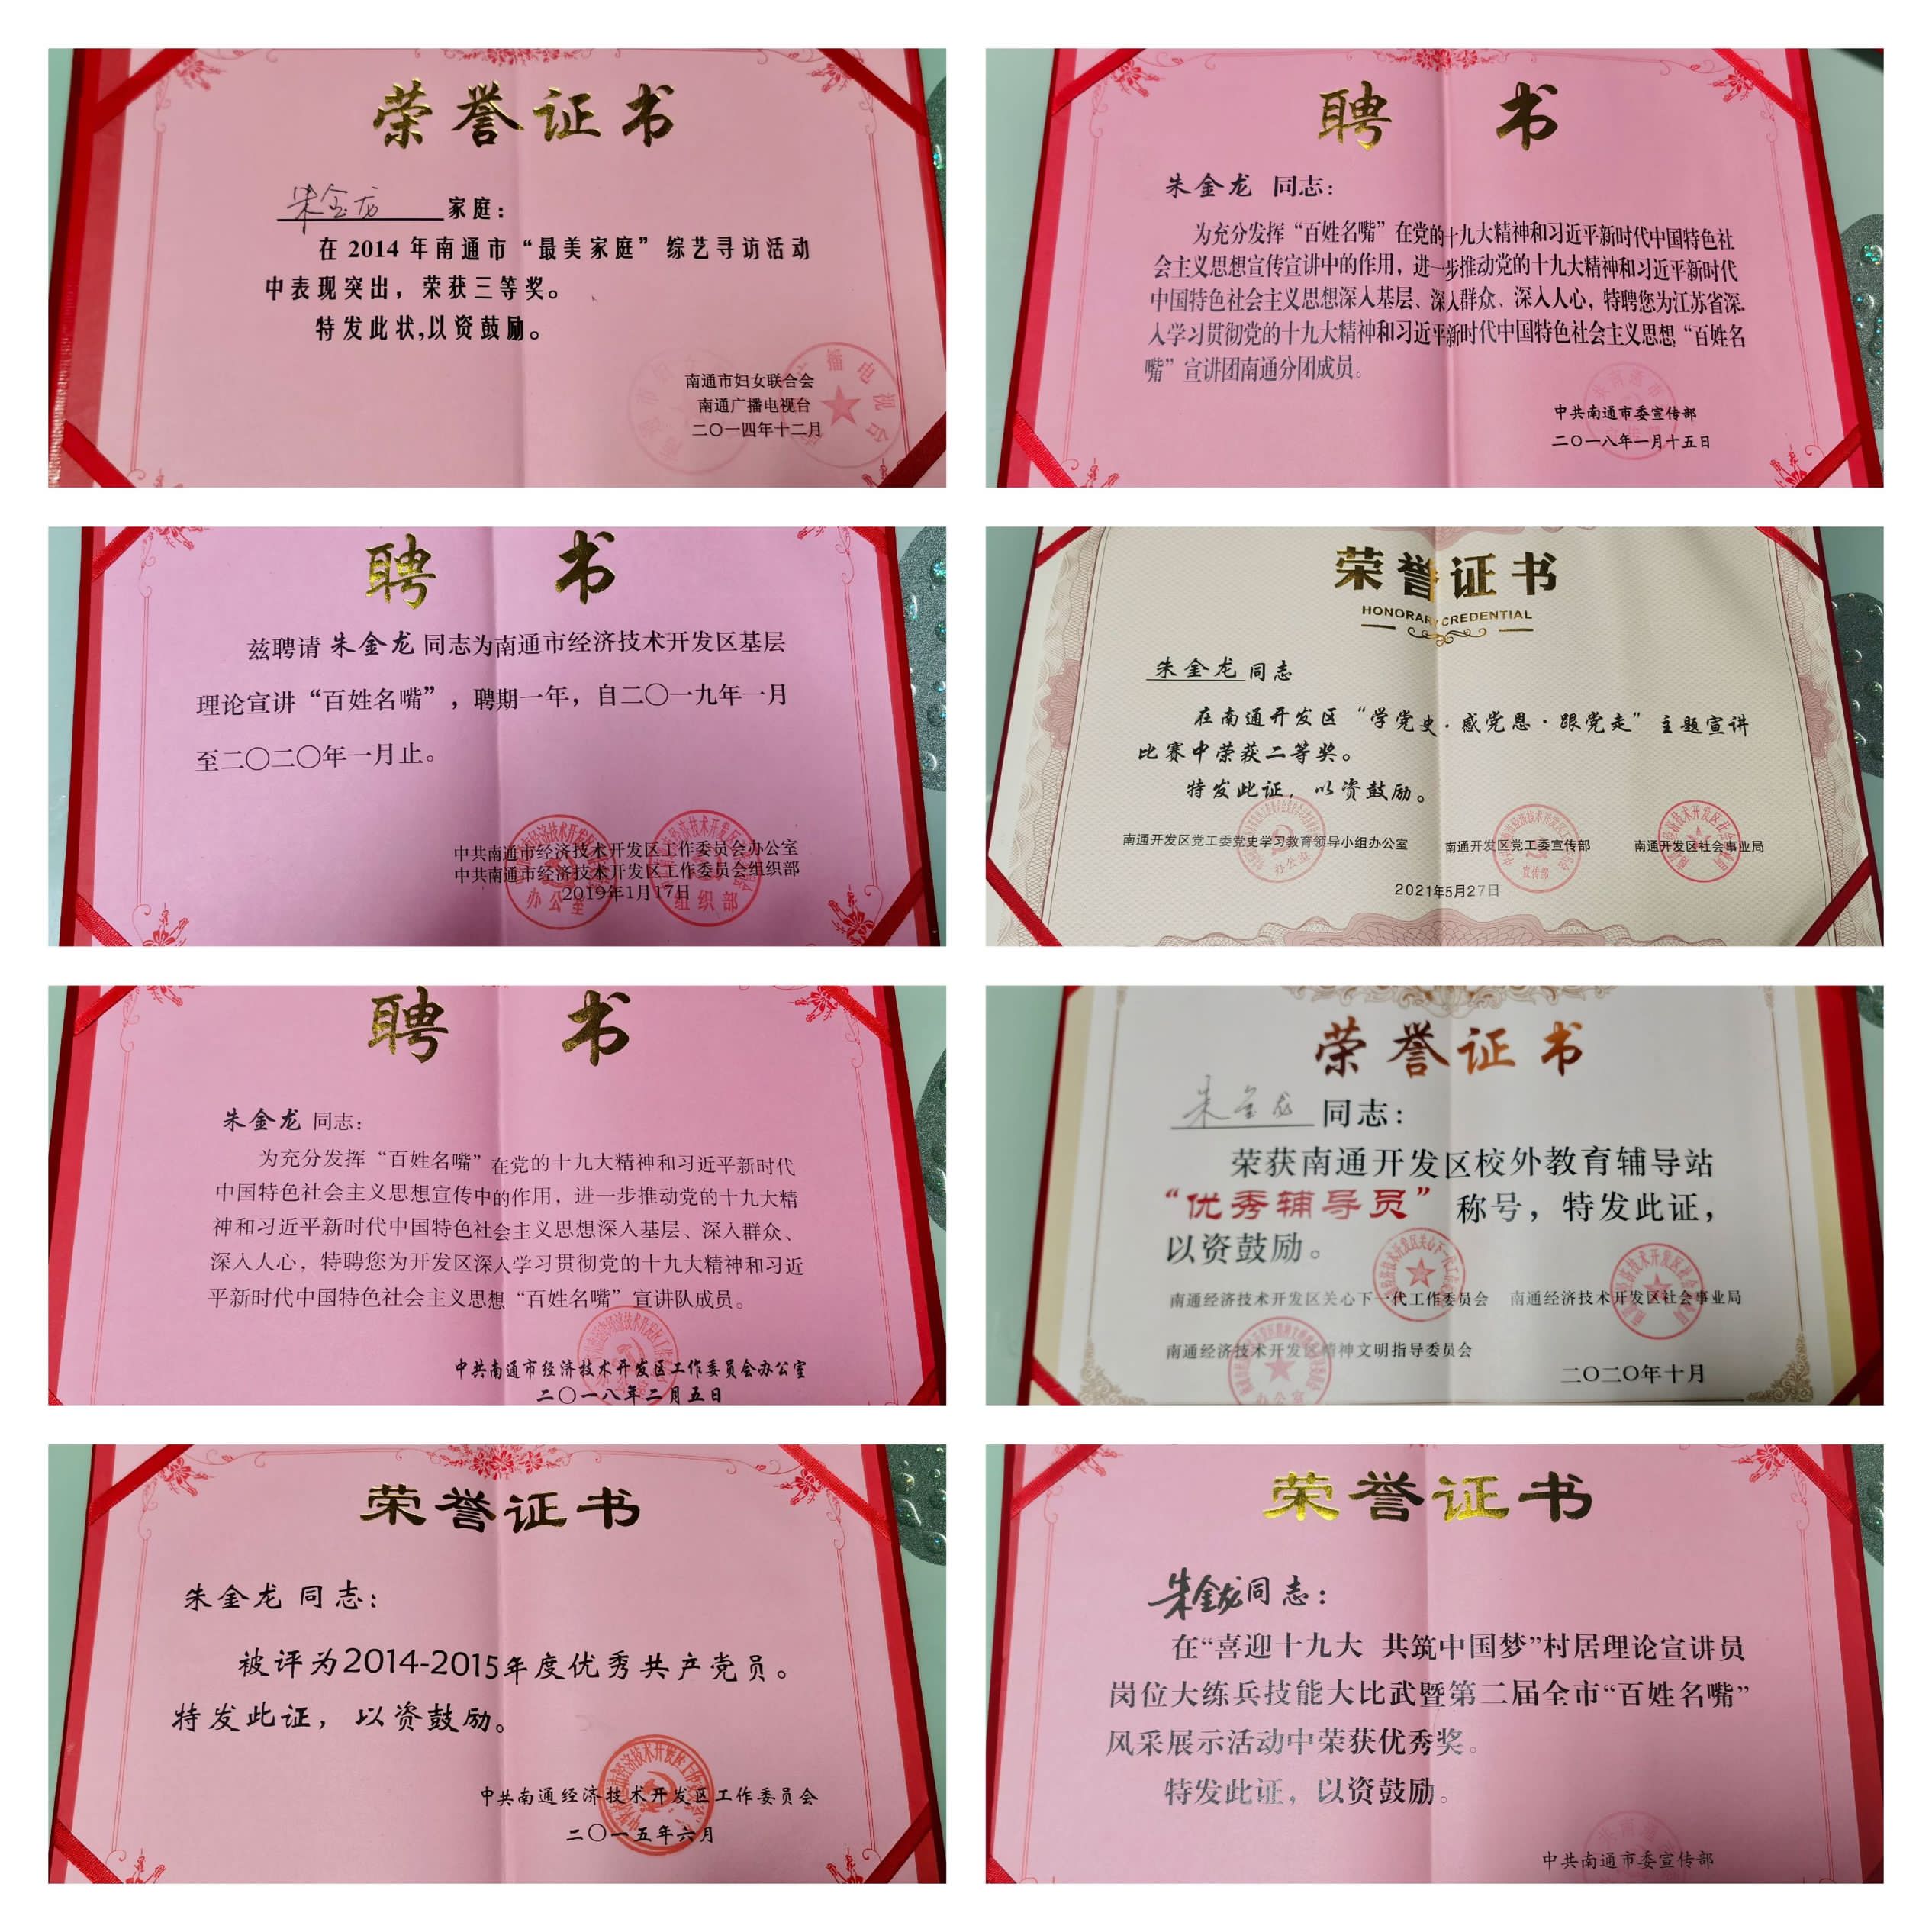 荣誉证书
朱金龙 家庭：
在2014年南通市“最美家庭”综艺寻访活动
中表现突出，荣获三等奖。
特发此状,以资鼓励。
南通市妇女联合会
南通广播电视台
二〇一四年十二月
聘 书
朱金龙 同志：
为充分发挥“百姓名嘴”在党的十九大精神和习近平新时代中国特色社
会主义思想宣传宣讲中的作用，进一步推动党的十九大精神和习近平新时代
中国特色社会主义思想深入基层、深入群众、深入人心，特聘您为江苏省深
入学习贯彻党的十九大精神和习近平新时代中国特色社会主义思想“百姓名
嘴”宣讲团南通分团成员。
中共南通市委宣传部
二〇一八年一月十五日
聘 书
兹聘请 朱金龙 同志为南通市经济技术开发区基层
理论宣讲“百姓名嘴”，聘期一年，自二〇一九年一月
至二〇二〇年一月止。
中共南通市经济技术开发区工作委员会办公室
中共南通市经济技术开发区工作委员会组织部
2019年1月17日
办公室
组织部
荣誉证书
HONORARY CREDENTIAL
朱金龙 同志
在南通开发区“学党史·感党恩·跟党走”主题宣讲
比赛中荣获二等奖。
特发此证，以资鼓励。
南通开发区党工委党史学习教育领导小组办公室 南通开发区党工委宣传部 南通开发区社会事业局
办公室
宣传部
2021年5月27日
聘 书
朱金龙 同志：
为充分发挥“百姓名嘴”在党的十九大精神和习近平新时代
中国特色社会主义思想宣传中的作用，进一步推动党的十九大精
神和习近平新时代中国特色社会主义思想深入基层、深入群众、
深入人心，特聘您为开发区深入学习贯彻党的十九大精神和习近
平新时代中国特色社会主义思想“百姓名嘴”宣讲队成员。
中共南通市经济技术开发区工作委员会办公室
二〇一八年二月五日
荣誉证书
朱金龙 同志：
荣获南通开发区校外教育辅导站
“优秀辅导员”称号，特发此证，
以资鼓励。
南通经济技术开发区关心下一代工作委员会 南通经济技术开发区社会事业局
南通经济技术开发区精神文明指导委员会
办公室
二〇二〇年十月
荣誉证书
朱金龙 同志：
被评为2014-2015年度优秀共产党员。
特发此证，以资鼓励。
中共南通经济技术开发区工作委员会
二〇一五年六月
荣誉证书
朱金龙同志：
在“喜迎十九大 共筑中国梦”村居理论宣讲员
岗位大练兵技能大比武暨第二届全市“百姓名嘴”
风采展示活动中荣获优秀奖。
特发此证，以资鼓励。
中共南通市委宣传部